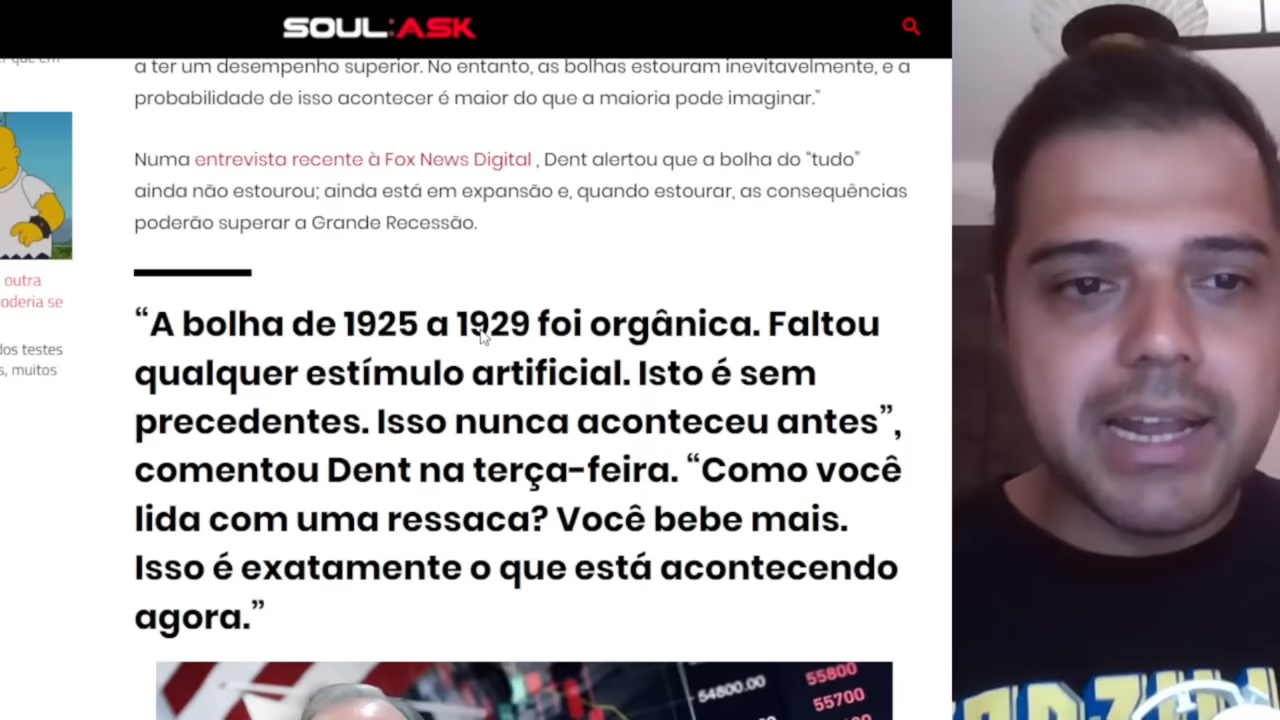 SOUL:ASK
a ter um desempenho superior. No entanto, as bolhas estouram inevitavelmente, e a
probabilidade de isso acontecer é maior do que a maioria pode imaginar.”
Numa entrevista recente à Fox News Digital , Dent alertou que a bolha do “tudo”
ainda não estourou; ainda está em expansão e, quando estourar, as consequências
poderão superar a Grande Recessão.
outra
oderia se
dos testes
s, muitos
“A bolha de 1925 a 1929 foi orgânica. Faltou
qualquer estímulo artificial. Isto é sem
precedentes. Isso nunca aconteceu antes”,
comentou Dent na terça-feira. “Como você
lida com uma ressaca? Você bebe mais.
Isso é exatamente o que está acontecendo
agora.”
54800.00
55800
55700